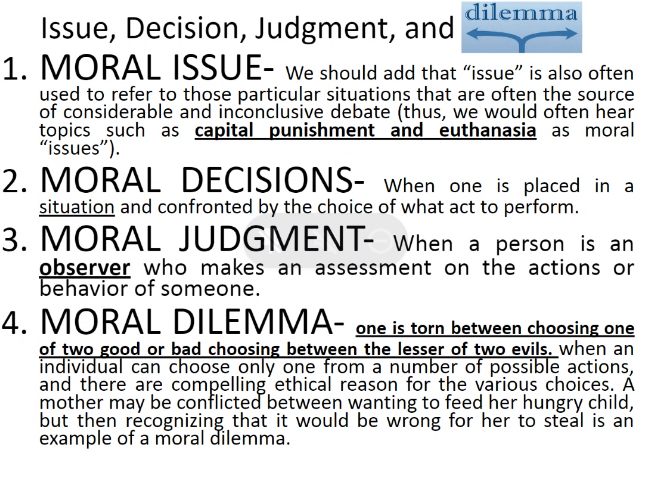 Issue, Decision, Judgment, and dilemma
1. MORAL ISSUE- We should add that “issue” is also often
used to refer to those particular situations that are often the source
of considerable and inconclusive debate (thus, we would often hear
topics such as capital punishment and euthanasia as moral
“issues”).
2. MORAL DECISIONS- When one is placed in a
situation and confronted by the choice of what act to perform.
3. MORAL JUDGMENT- When a person is an
observer who makes an assessment on the actions or
behavior of someone.
4. MORAL DILEMMA- one is torn between choosing one
of two good or bad choosing between the lesser of two evils. when an
individual can choose only one from a number of possible actions,
and there are compelling ethical reason for the various choices. A
mother may be conflicted between wanting to feed her hungry child,
but then recognizing that it would be wrong for her to steal is an
example of a moral dilemma.